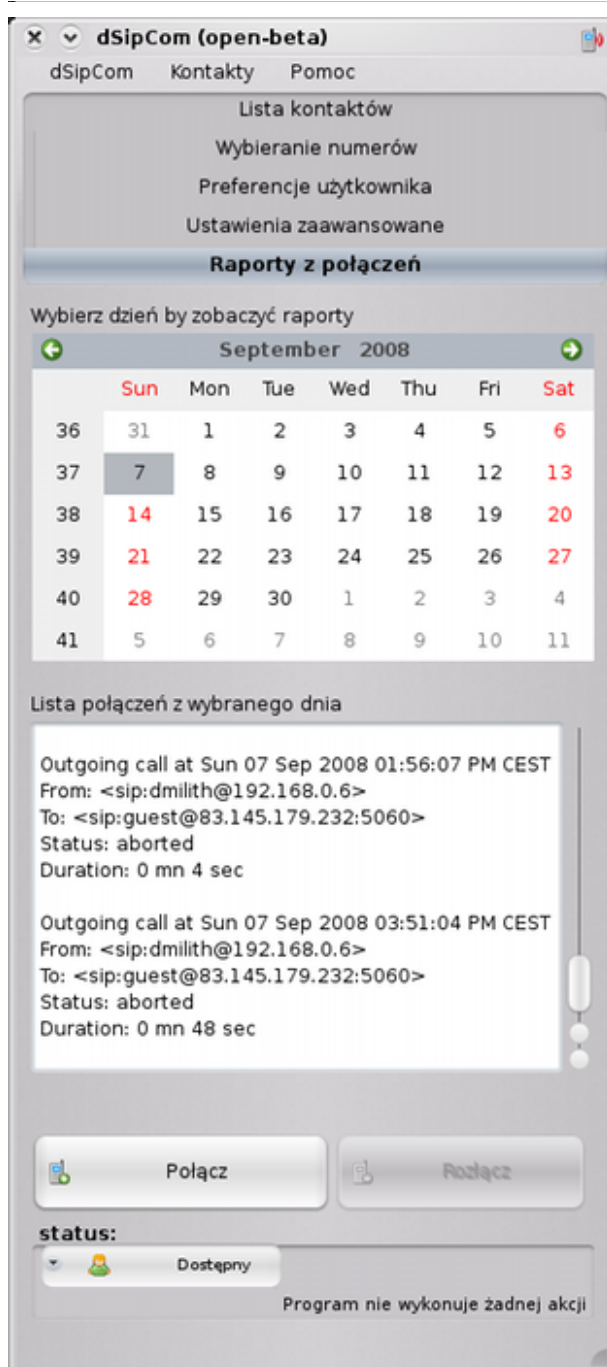 dSipCom (open-beta)
dSipCom Kontakty Pomoc
Lista kontaktów
Wybieranie numerów
Preferencje użytkownika
Ustawienia zaawansowane
Raporty z połączeń
Wybierz dzień by zobaczyć raporty
September 2008
Sun Mon Tue Wed Thu Fri Sat
36 31 1 2 3 4 5 6
37 7 8 9 10 11 12 13
38 14 15 16 17 18 19 20
39 21 22 23 24 25 26 27
40 28 29 30 1 2 3 4
41 5 6 7 8 9 10 11
Lista połączeń z wybranego dnia
Outgoing call at Sun 07 Sep 2008 01:56:07 PM CEST
From: <sip:dmilith@192.168.0.6>
To: <sip:guest@83.145.179.232:5060>
Status: aborted
Duration: 0 mn 4 sec
Outgoing call at Sun 07 Sep 2008 03:51:04 PM CEST
From: <sip:dmilith@192.168.0.6>
To: <sip:guest@83.145.179.232:5060>
Status: aborted
Duration: 0 mn 48 sec
Połącz Rozłącz
status:
Dostępny
Program nie wykonuje żadnej akcji